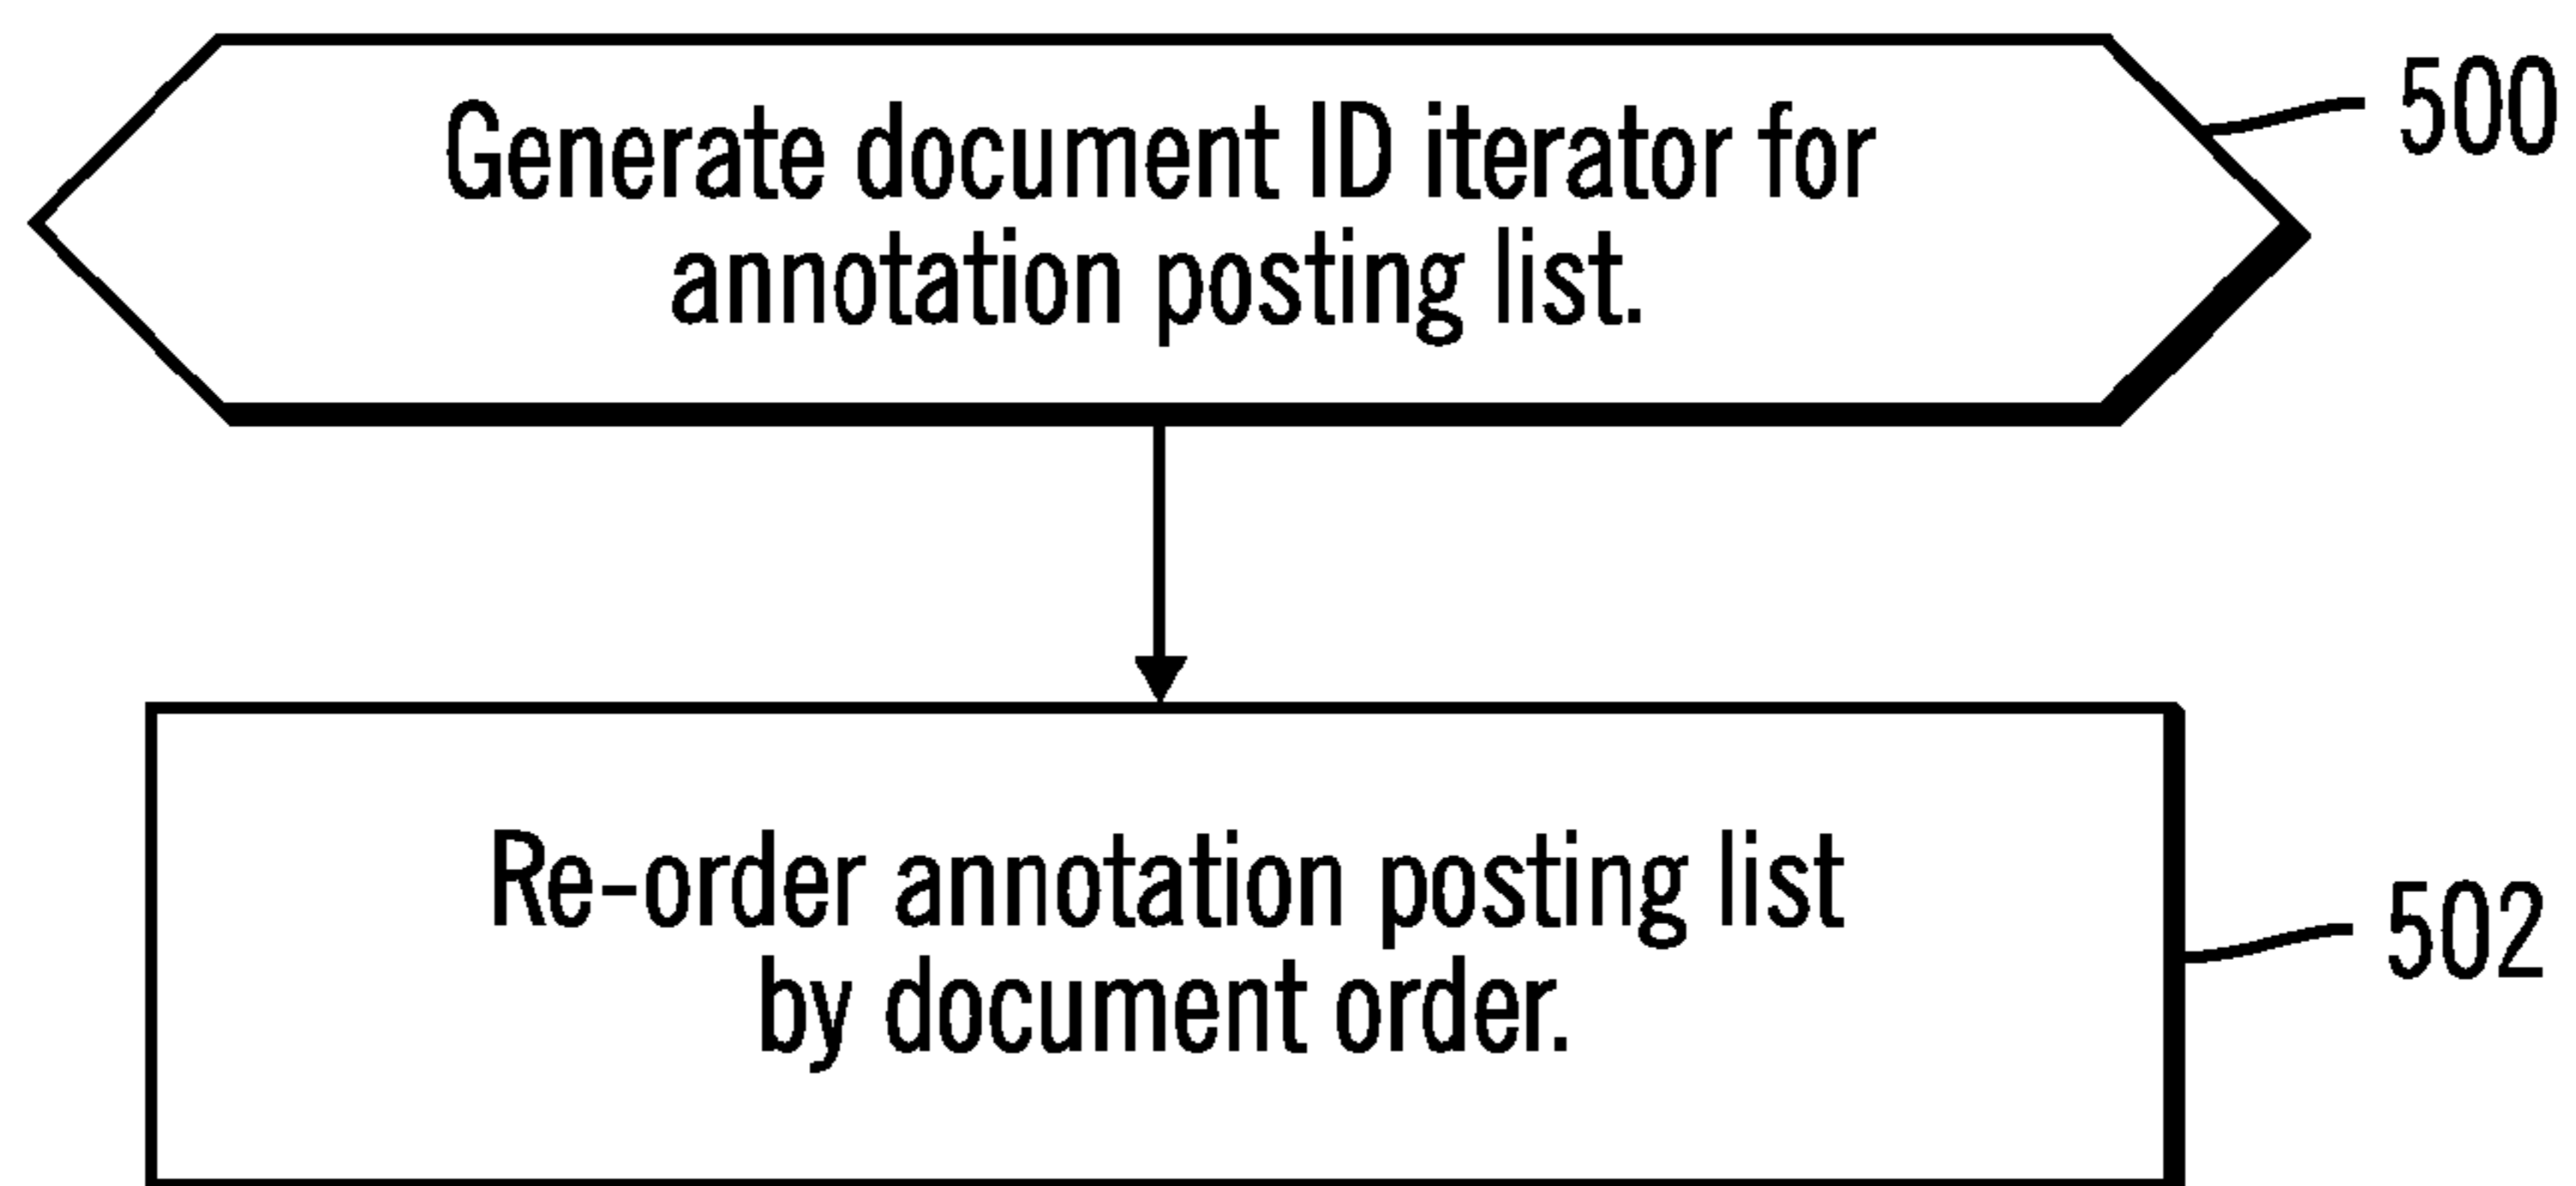 Generate document ID iterator for
annotation posting list.
500
Re-order annotation posting list
by document order.
502